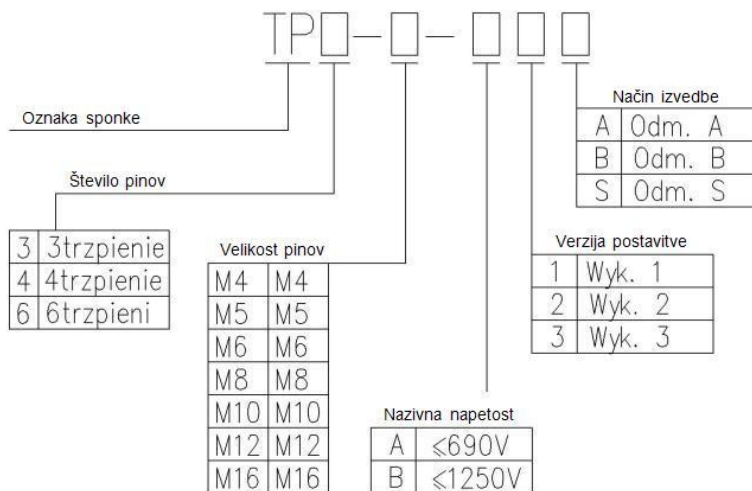 TP▯-▯-▯▯▯
Oznaka sponke
Število pinov
3 3trzpienie
4 4trzpienie
6 6trzpieni
Velikost pinov
M4 M4
M5 M5
M6 M6
M8 M8
M10 M10
M12 M12
M16 M16
Nazivna napetost
A ≤690V
B ≤1250V
Verzija postavitve
1 Wyk. 1
2 Wyk. 2
3 Wyk. 3
Način izvedbe
A Odm. A
B Odm. B
S Odm. S